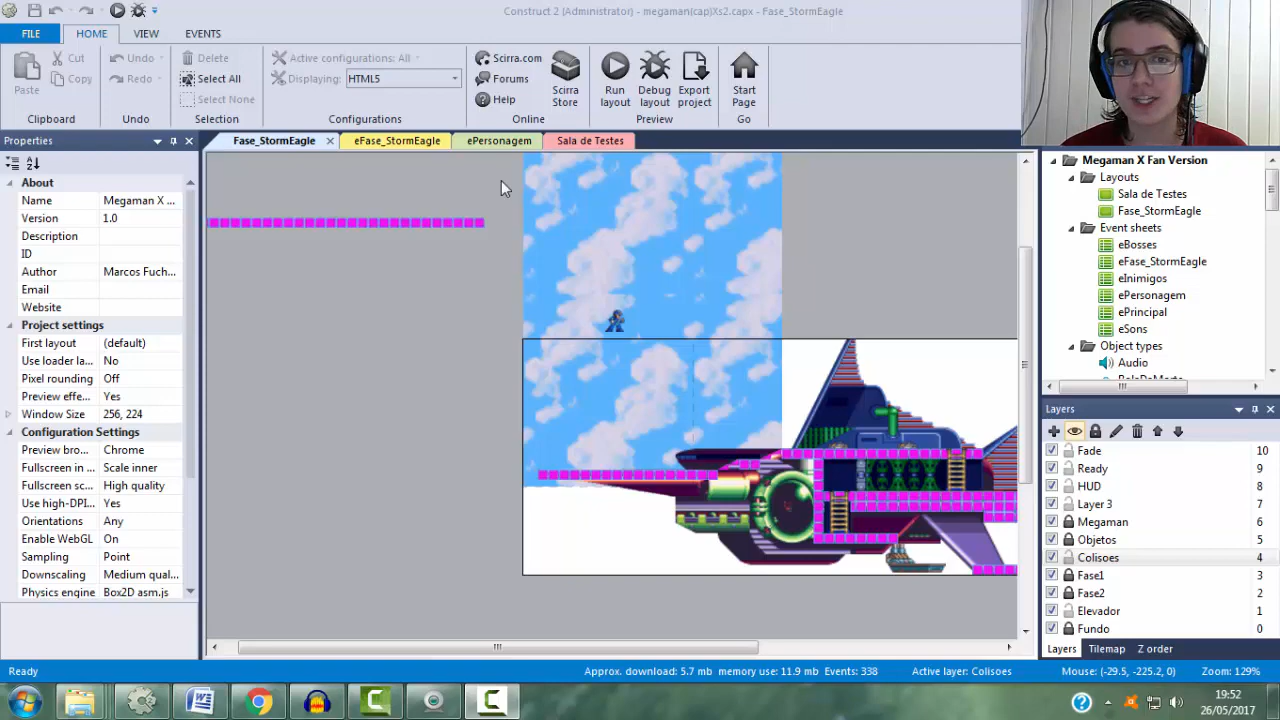 Construct 2 (Administrator) - megaman(cap)Xs2.capx - Fase_StormEagle
FILE HOME VIEW EVENTS
Paste
Cut
Copy
Clipboard
Undo
Redo
Undo
Delete
Select All
Select None
Selection
Active configurations: All
Displaying: HTML5
Configurations
Scirra.com
Forums
Help
Scirra Store
Online
Run layout
Debug layout
Export project
Preview
Start Page
Go
Properties
Fase_StormEagle eFase_StormEagle ePersonagem Sala de Testes
About
Name Megaman X ...
Version 1.0
Description
ID
Author Marcos Fuch...
Email
Website
Project settings
First layout (default)
Use loader la... No
Pixel rounding Off
Preview effe... Yes
Window Size 256, 224
Configuration Settings
Preview bro... Chrome
Fullscreen in ... Scale inner
Fullscreen sc... High quality
Use high-DPI... Yes
Orientations Any
Enable WebGL On
Sampling Point
Downscaling Medium qual...
Physics engine Box2D asm.js
Megaman X Fan Version
Layouts
Sala de Testes
Fase_StormEagle
Event sheets
eBosses
eFase_StormEagle
eInimigos
ePersonagem
ePrincipal
eSons
Object types
Audio
Layers
Fade 10
Ready 9
HUD 8
Layer 3 7
Megaman 6
Objetos 5
Colisoes 4
Fase1 3
Fase2 2
Elevador 1
Fundo 0
Layers Tilemap Z order
Ready Approx. download: 5.7 mb memory use: 11.9 mb Events: 338 Active layer: Colisoes Mouse: (-29.5, -225.2, 0) Zoom: 129%
19:52
26/05/2017